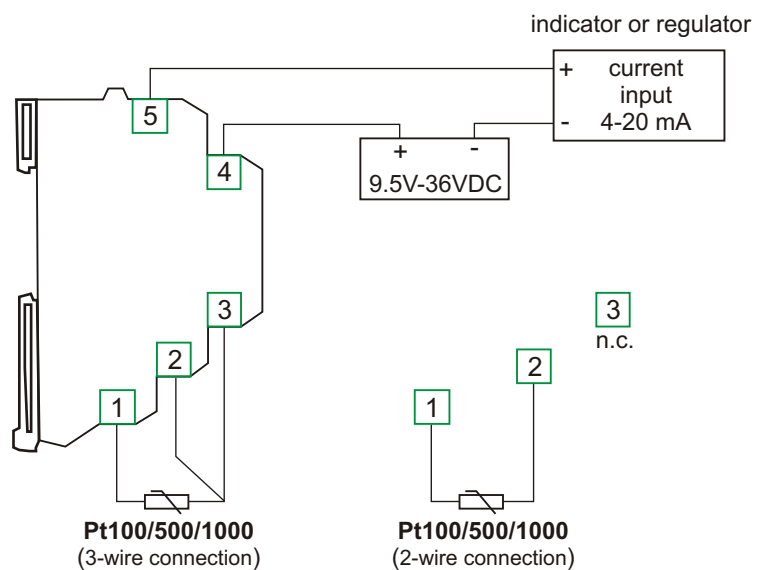 indicator or regulator
+ current
input
- 4-20 mA
5
4
+ -
9.5V-36VDC
3
2
1
Pt100/500/1000
(3-wire connection)
3
n.c.
2
1
Pt100/500/1000
(2-wire connection)